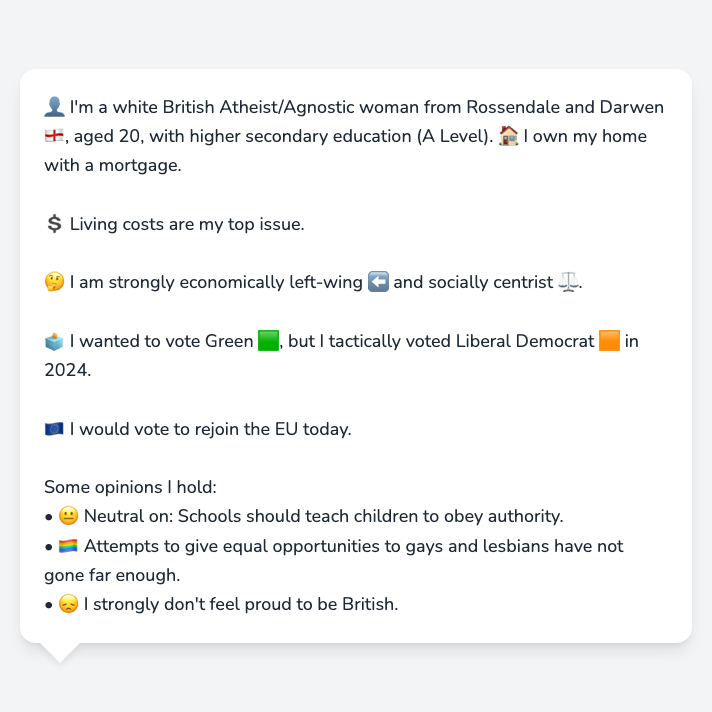 👤 I'm a white British Atheist/Agnostic woman from Rossendale and Darwen
🏴󠁧󠁢󠁥󠁮󠁧󠁿, aged 20, with higher secondary education (A Level). 🏠 I own my home
with a mortgage.
💲 Living costs are my top issue.
🤔 I am strongly economically left-wing ⬅️ and socially centrist ⚖️.
🗳️ I wanted to vote Green 🟩, but I tactically voted Liberal Democrat 🟧 in
2024.
🇪🇺 I would vote to rejoin the EU today.
Some opinions I hold:
• 😐 Neutral on: Schools should teach children to obey authority.
• 🏳️‍🌈 Attempts to give equal opportunities to gays and lesbians have not
gone far enough.
• 😞 I strongly don't feel proud to be British.